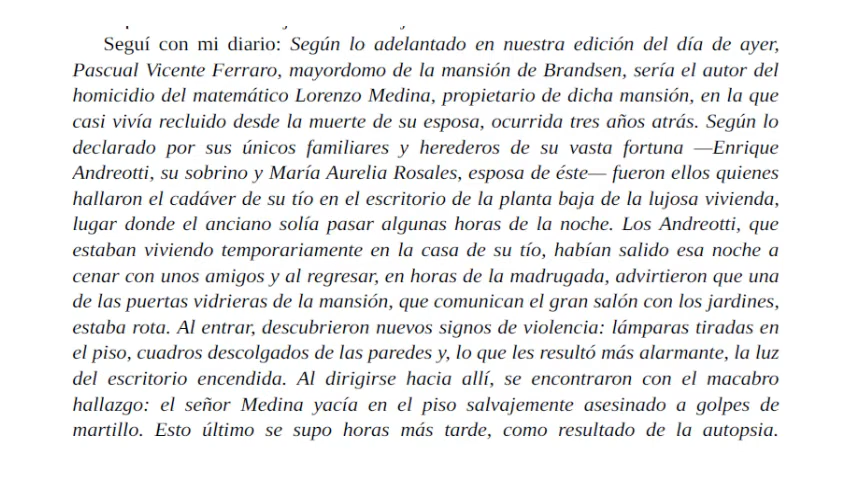 Seguí con mi diario: Según lo adelantado en nuestra edición del día de ayer,
Pascual Vicente Ferraro, mayordomo de la mansión de Brandsen, sería el autor del
homicidio del matemático Lorenzo Medina, propietario de dicha mansión, en la que
casi vivía recluido desde la muerte de su esposa, ocurrida tres años atrás. Según lo
declarado por sus únicos familiares y herederos de su vasta fortuna —Enrique
Andreotti, su sobrino y María Aurelia Rosales, esposa de éste— fueron ellos quienes
hallaron el cadáver de su tío en el escritorio de la planta baja de la lujosa vivienda,
lugar donde el anciano solía pasar algunas horas de la noche. Los Andreotti, que
estaban viviendo temporariamente en la casa de su tío, habían salido esa noche a
cenar con unos amigos y al regresar, en horas de la madrugada, advirtieron que una
de las puertas vidrieras de la mansión, que comunican el gran salón con los jardines,
estaba rota. Al entrar, descubrieron nuevos signos de violencia: lámparas tiradas en
el piso, cuadros descolgados de las paredes y, lo que les resultó más alarmante, la luz
del escritorio encendida. Al dirigirse hacia allí, se encontraron con el macabro
hallazgo: el señor Medina yacía en el piso salvajemente asesinado a golpes de
martillo. Esto último se supo horas más tarde, como resultado de la autopsia.